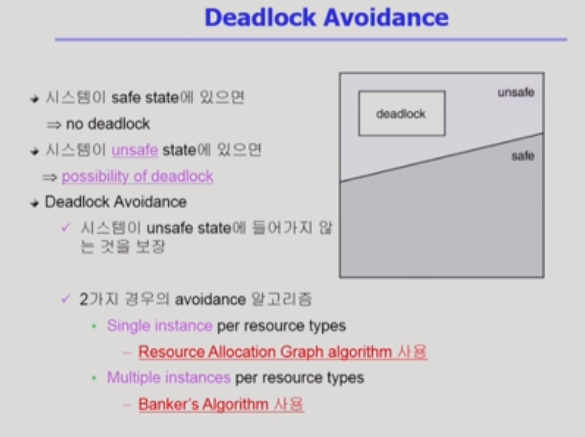 Deadlock Avoidance
시스템이 safe state에 있으면
⇒ no deadlock
시스템이 unsafe state에 있으면
⇒ possibility of deadlock
Deadlock Avoidance
✓ 시스템이 unsafe state에 들어가지 않
는 것을 보장
✓ 2가지 경우의 avoidance 알고리즘
• Single instance per resource types
– Resource Allocation Graph algorithm 사용
• Multiple instances per resource types
– Banker's Algorithm 사용
unsafe
deadlock
safe